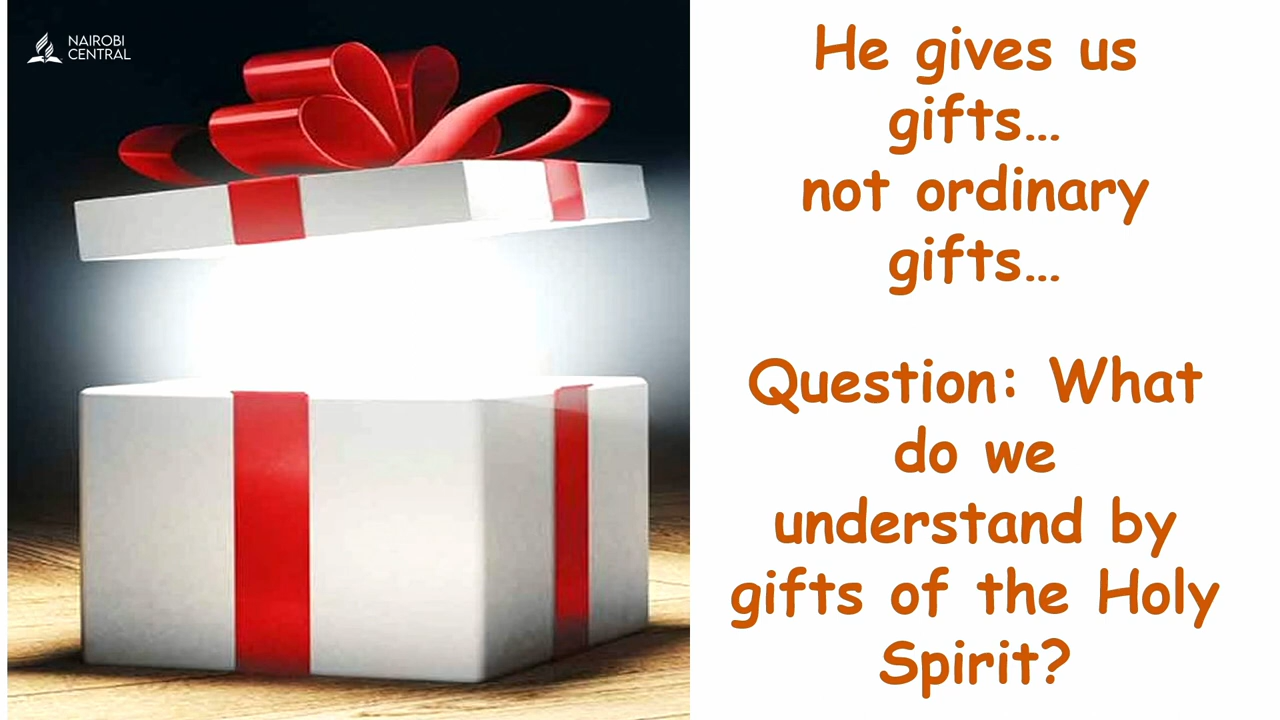 NAIROBI
CENTRAL
He gives us
gifts...
not ordinary
gifts...
Question: What
do we
understand by
gifts of the Holy
Spirit?